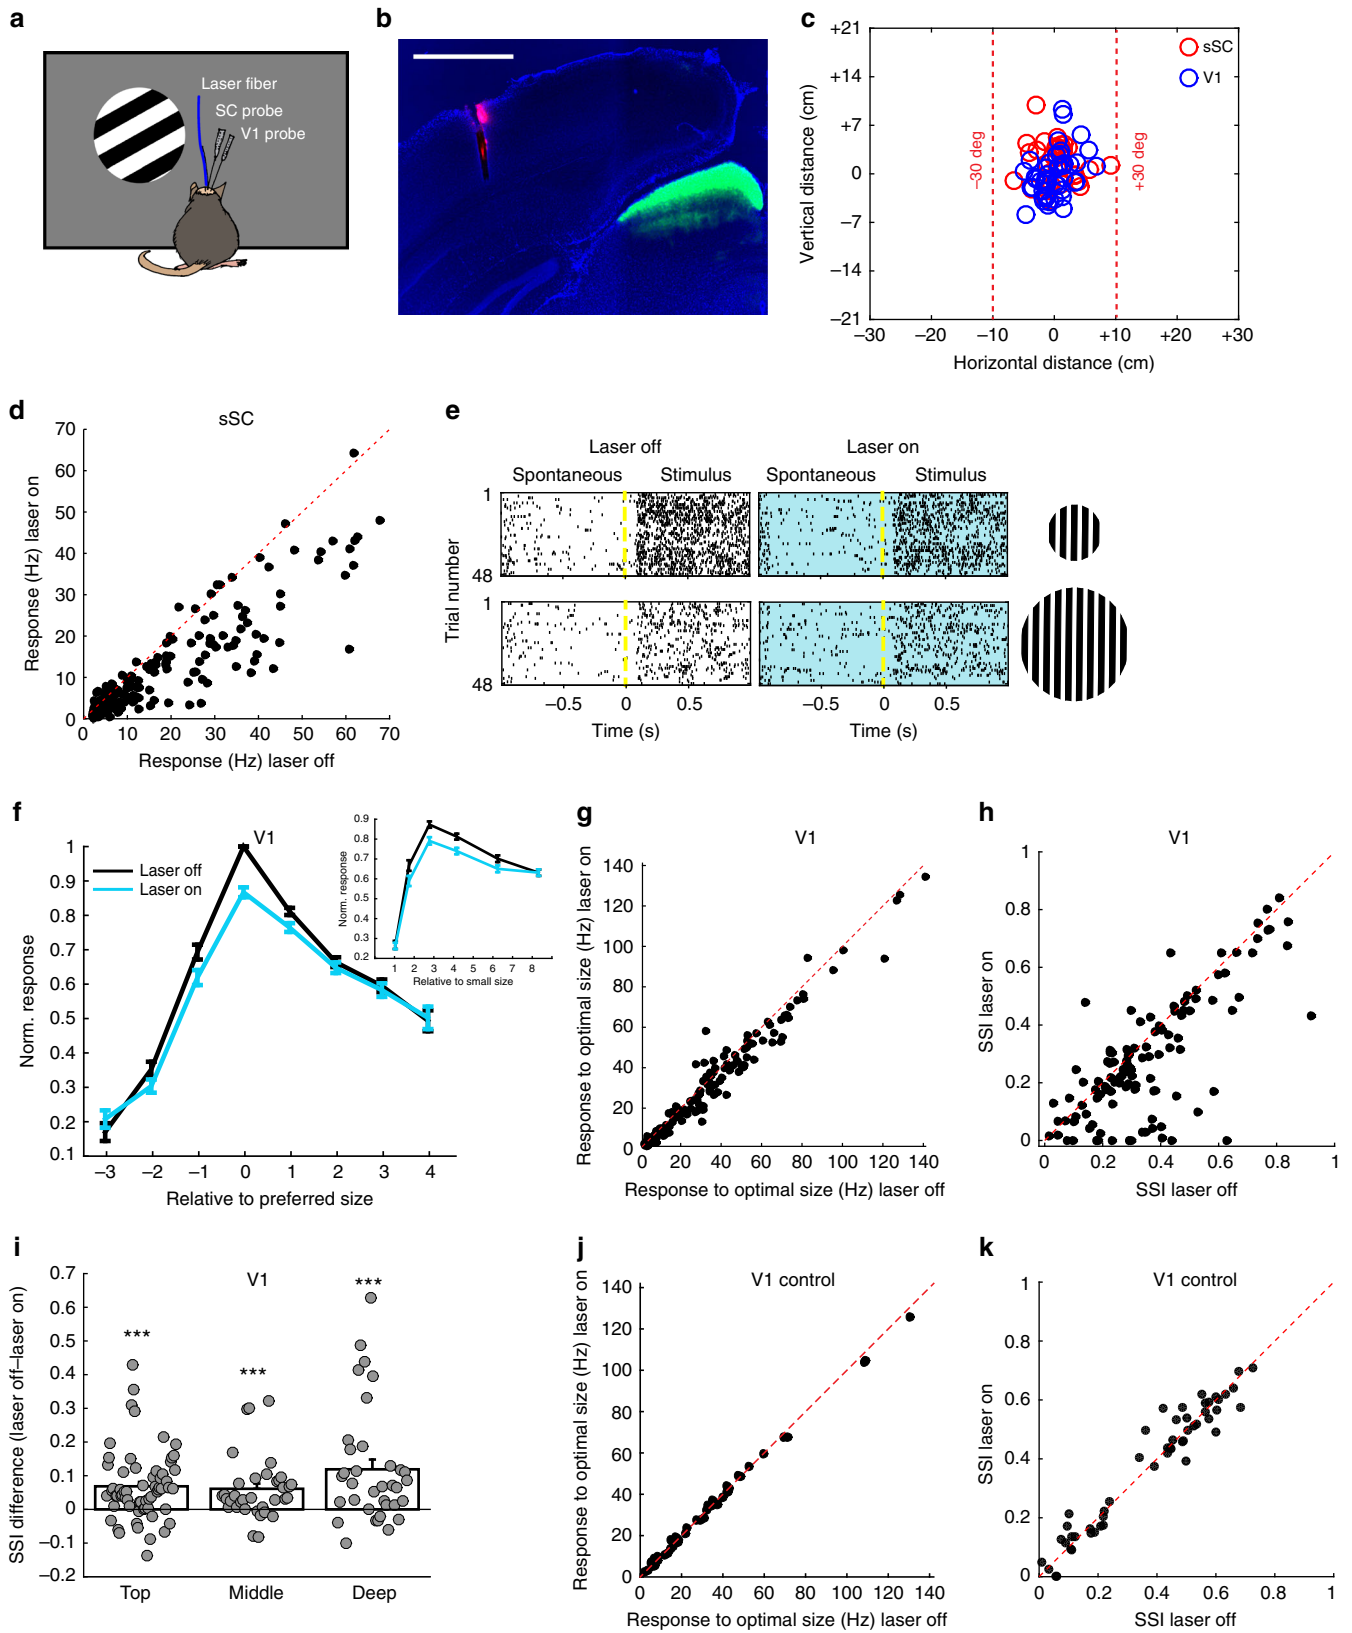 a
Laser fiber
SC probe
V1 probe
b
c
+21
+14
+7
0
−7
−14
−21
−30
−20
−10
0
+10
+20
+30
Vertical distance (cm)
Horizontal distance (cm)
−30 deg
+30 deg
sSC
V1
d
sSC
70
60
50
40
30
20
10
0
0
10
20
30
40
50
60
70
Response (Hz) laser on
Response (Hz) laser off
e
Laser off
Laser on
Spontaneous
Stimulus
Spontaneous
Stimulus
1
48
1
48
Trial number
−0.5
0
0.5
−0.5
0
0.5
Time (s)
Time (s)
f
V1
Laser off
Laser on
1
0.9
0.8
0.7
0.6
0.5
0.4
0.3
0.2
0.1
−3
−2
−1
0
1
2
3
4
Norm. response
Relative to preferred size
0.9
0.8
0.7
0.6
0.5
0.4
0.3
0.2
1
2
3
4
5
6
7
8
Norm. response
Relative to small size
g
V1
140
120
100
80
60
40
20
0
0
20
40
60
80
100
120
140
Response to optimal size (Hz) laser on
Response to optimal size (Hz) laser off
h
V1
1
0.8
0.6
0.4
0.2
0
0
0.2
0.4
0.6
0.8
1
SSI laser on
SSI laser off
i
V1
0.7
0.6
0.5
0.4
0.3
0.2
0.1
0
−0.1
−0.2
***
***
***
Top
Middle
Deep
SSI difference (laser off–laser on)
j
V1 control
140
120
100
80
60
40
20
0
0
20
40
60
80
100
120
140
Response to optimal size (Hz) laser on
Response to optimal size (Hz) laser off
k
V1 control
1
0.8
0.6
0.4
0.2
0
0
0.2
0.4
0.6
0.8
1
SSI laser on
SSI laser off